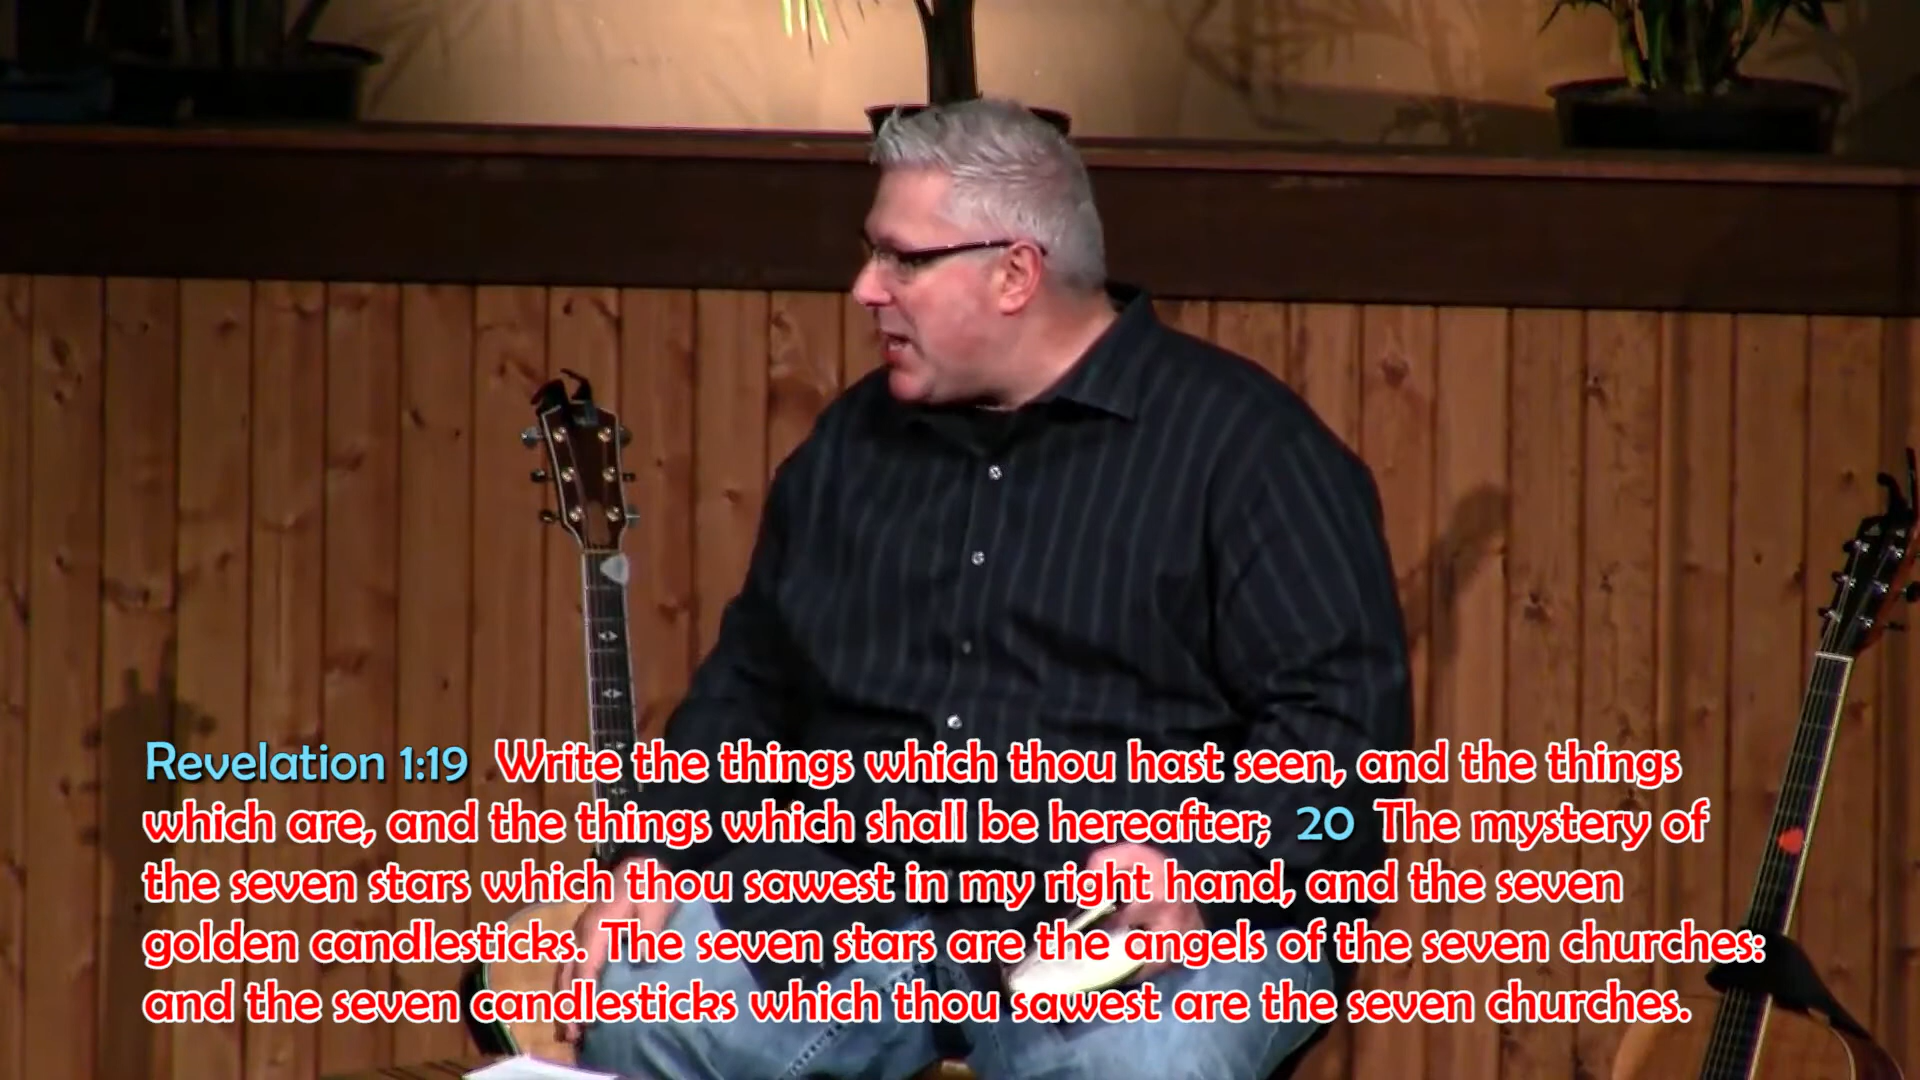 Revelation 1:19 Write the things which thou hast seen, and the things
which are, and the things which shall be hereafter; 20 The mystery of
the seven stars which thou sawest in my right hand, and the seven
golden candlesticks. The seven stars are the angels of the seven churches:
and the seven candlesticks which thou sawest are the seven churches.